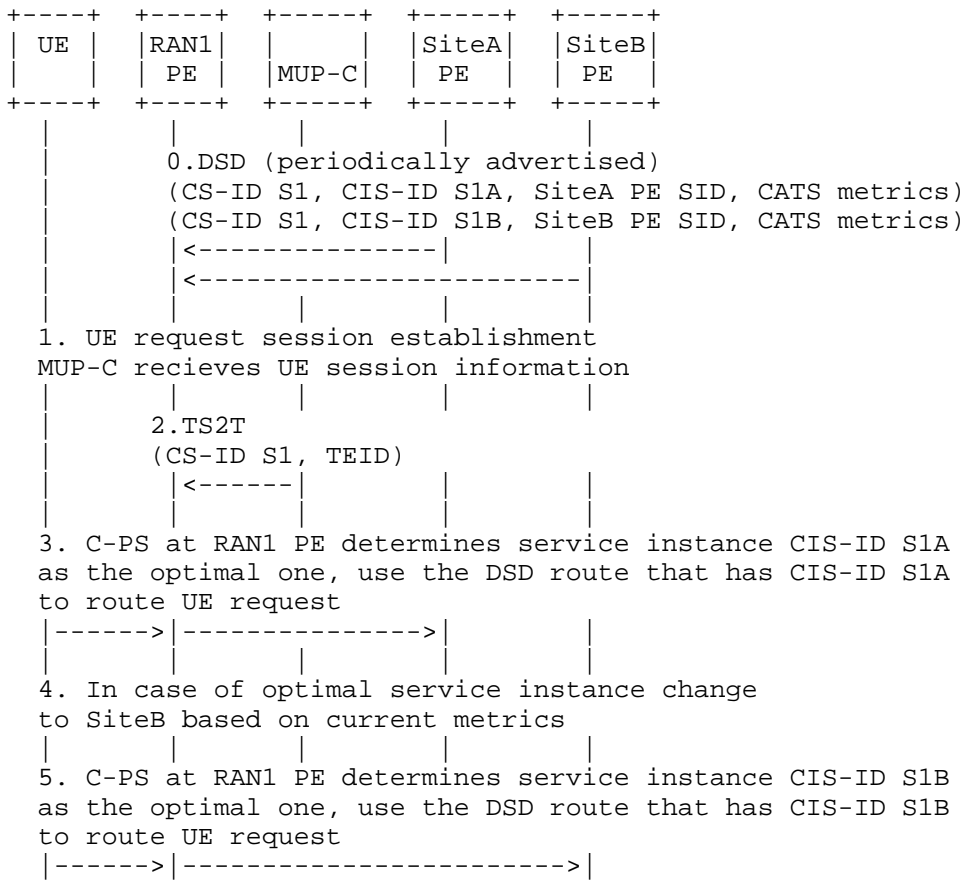 UE RAN1 SiteA SiteB
PE MUP-C PE PE
0.DSD (periodically advertised)
(CS-ID S1, CIS-ID S1A, SiteA PE SID, CATS metrics)
(CS-ID S1, CIS-ID S1B, SiteB PE SID, CATS metrics)
1. UE request session establishment
MUP-C recieves UE session information
2.TS2T
(CS-ID S1, TEID)
3. C-PS at RAN1 PE determines service instance CIS-ID S1A
as the optimal one, use the DSD route that has CIS-ID S1A
to route UE request
4. In case of optimal service instance change
to SiteB based on current metrics
5. C-PS at RAN1 PE determines service instance CIS-ID S1B
as the optimal one, use the DSD route that has CIS-ID S1B
to route UE request